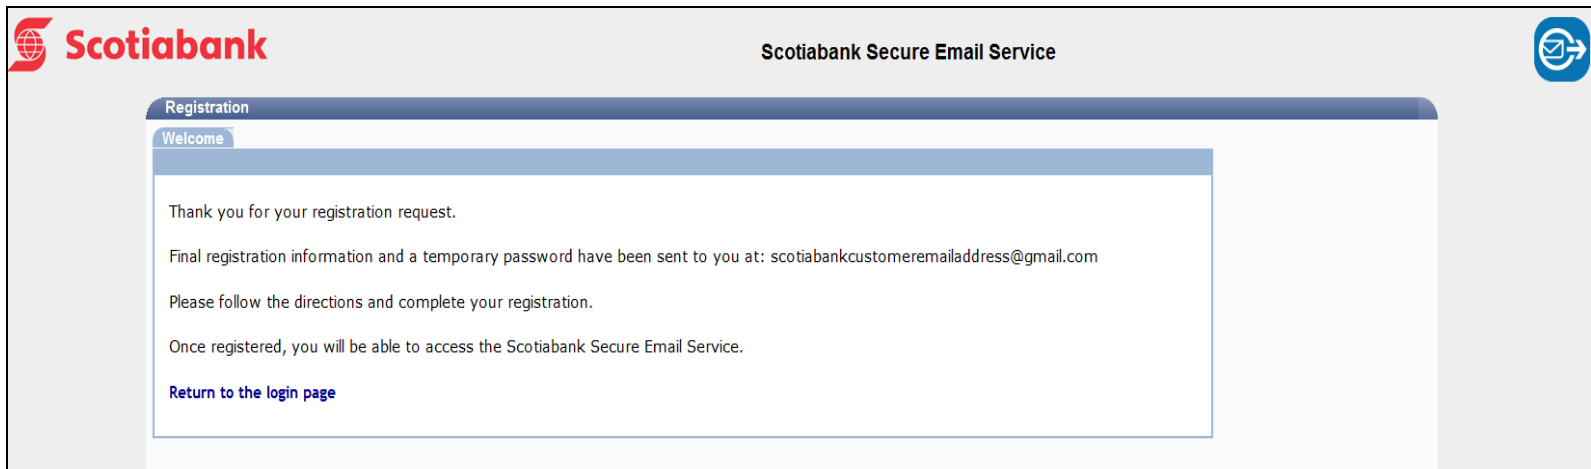 Scotiabank
Scotiabank Secure Email Service
Registration
Welcome
Thank you for your registration request.
Final registration information and a temporary password have been sent to you at: scotiabankcustomeremailaddress@gmail.com
Please follow the directions and complete your registration.
Once registered, you will be able to access the Scotiabank Secure Email Service.
Return to the login page